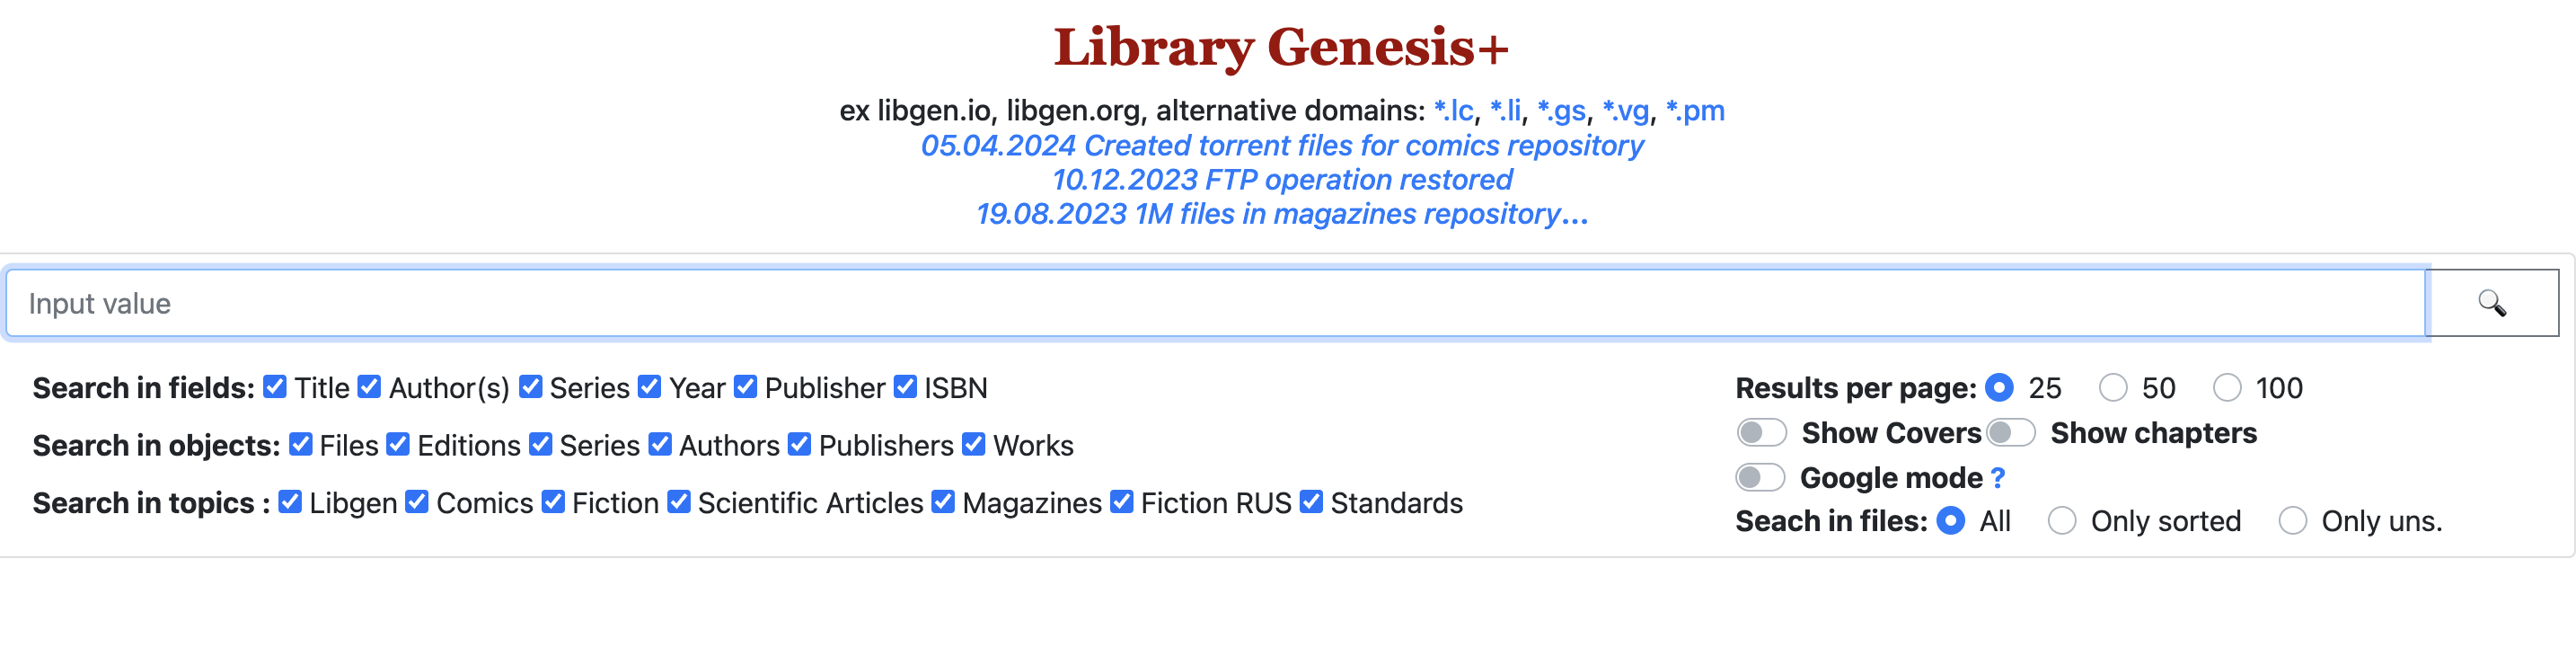 Library Genesis+
ex libgen.io, libgen.org, alternative domains: *.lc, *.li, *.gs, *.vg, *.pm
05.04.2024 Created torrent files for comics repository
10.12.2023 FTP operation restored
19.08.2023 1M files in magazines repository...
Input value
Search in fields: Title Author(s) Series Year Publisher ISBN
Search in objects: Files Editions Series Authors Publishers Works
Search in topics : Libgen Comics Fiction Scientific Articles Magazines Fiction RUS Standards
Results per page: 25 50 100
Show Covers Show chapters
Google mode ?
Seach in files: All Only sorted Only uns.